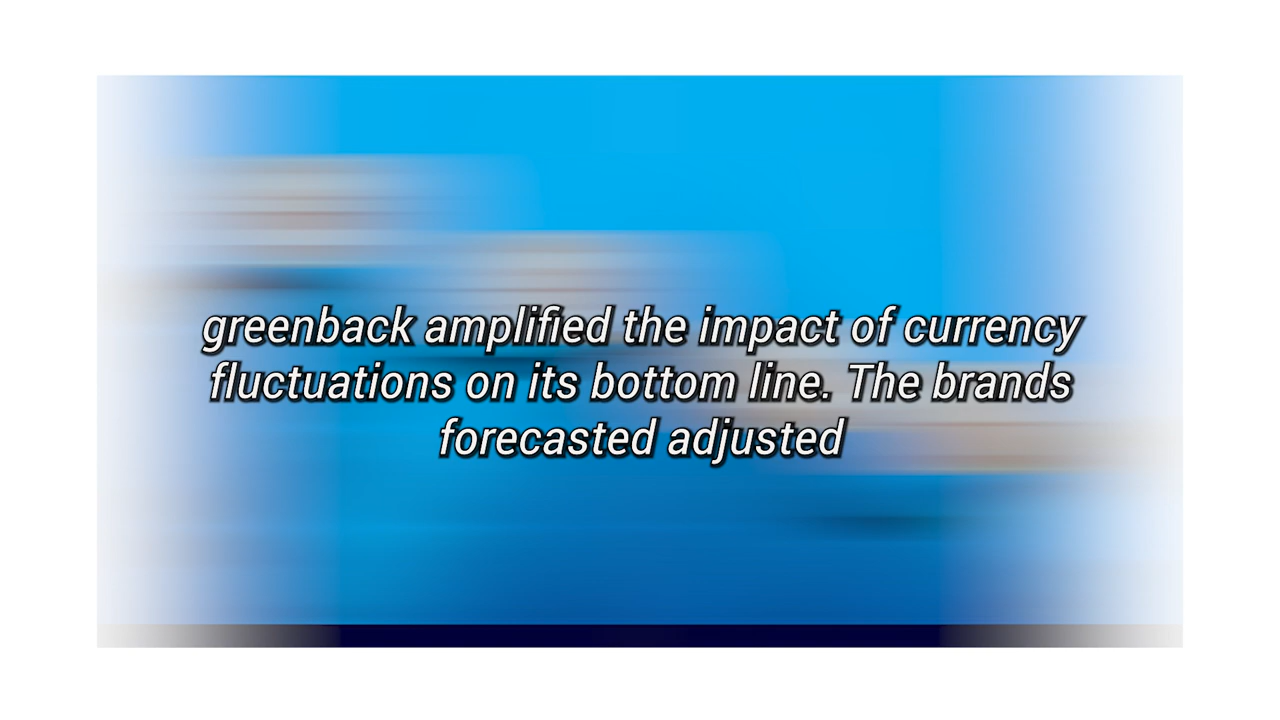 greenback amplified the impact of currency
fluctuations on its bottom line. The brands
forecasted adjusted